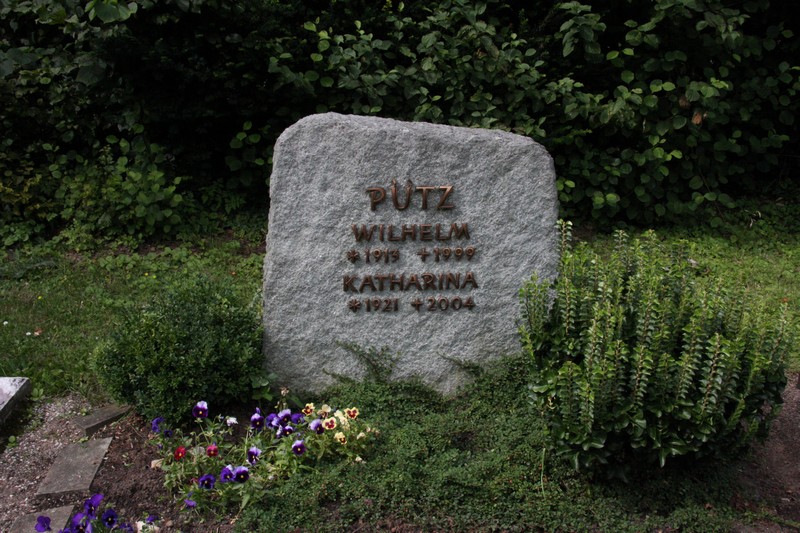 PÜTZ
WILHELM
*1919 +1999
KATHARINA
*1921 +2004